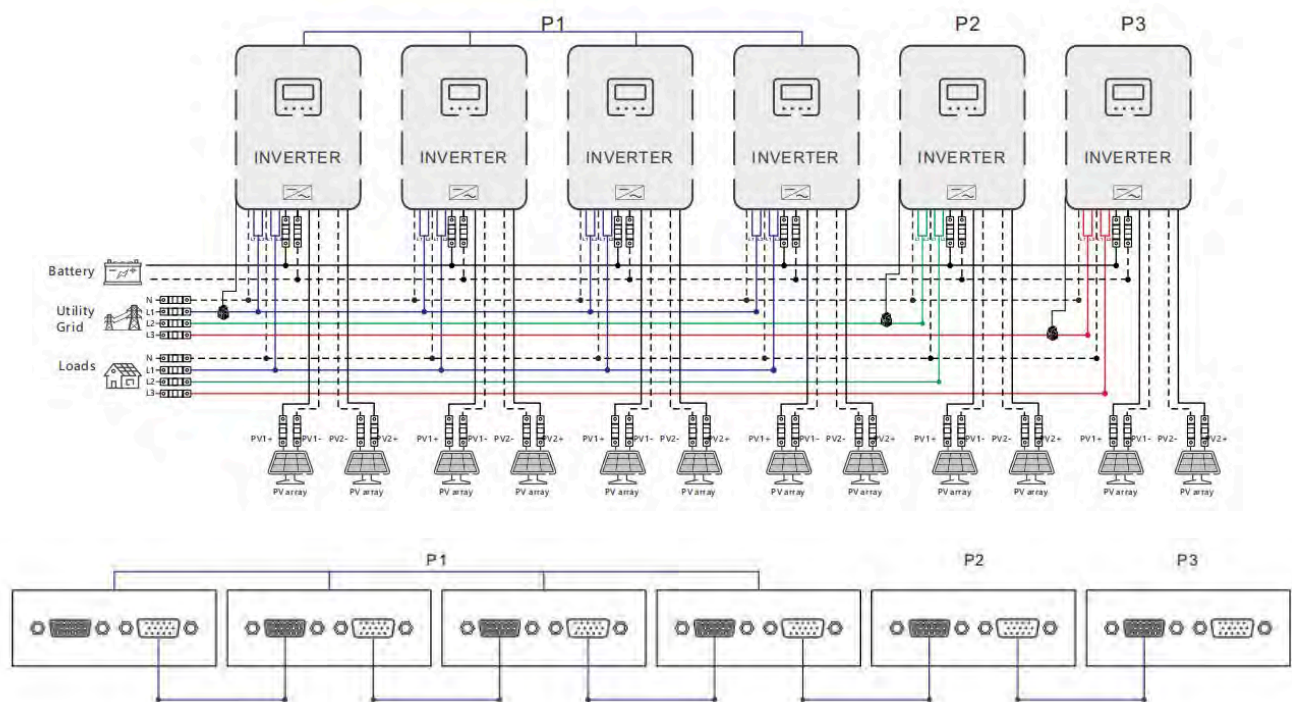 P1 P2 P3
INVERTER INVERTER INVERTER INVERTER INVERTER INVERTER
Battery
Utility
Grid
N
L1
L2
L3
Loads
N
L1
L2
L3
PV1+ PV1- PV2- PV2+ PV1+ PV1- PV2- PV2+ PV1+ PV1- PV2- PV2+ PV1+ PV1- PV2- PV2+ PV1+ PV1- PV2- PV2+ PV1+ PV1- PV2- PV2+
PV array PV array PV array PV array PV array PV array PV array PV array PV array PV array PV array PV array
P1 P2 P3